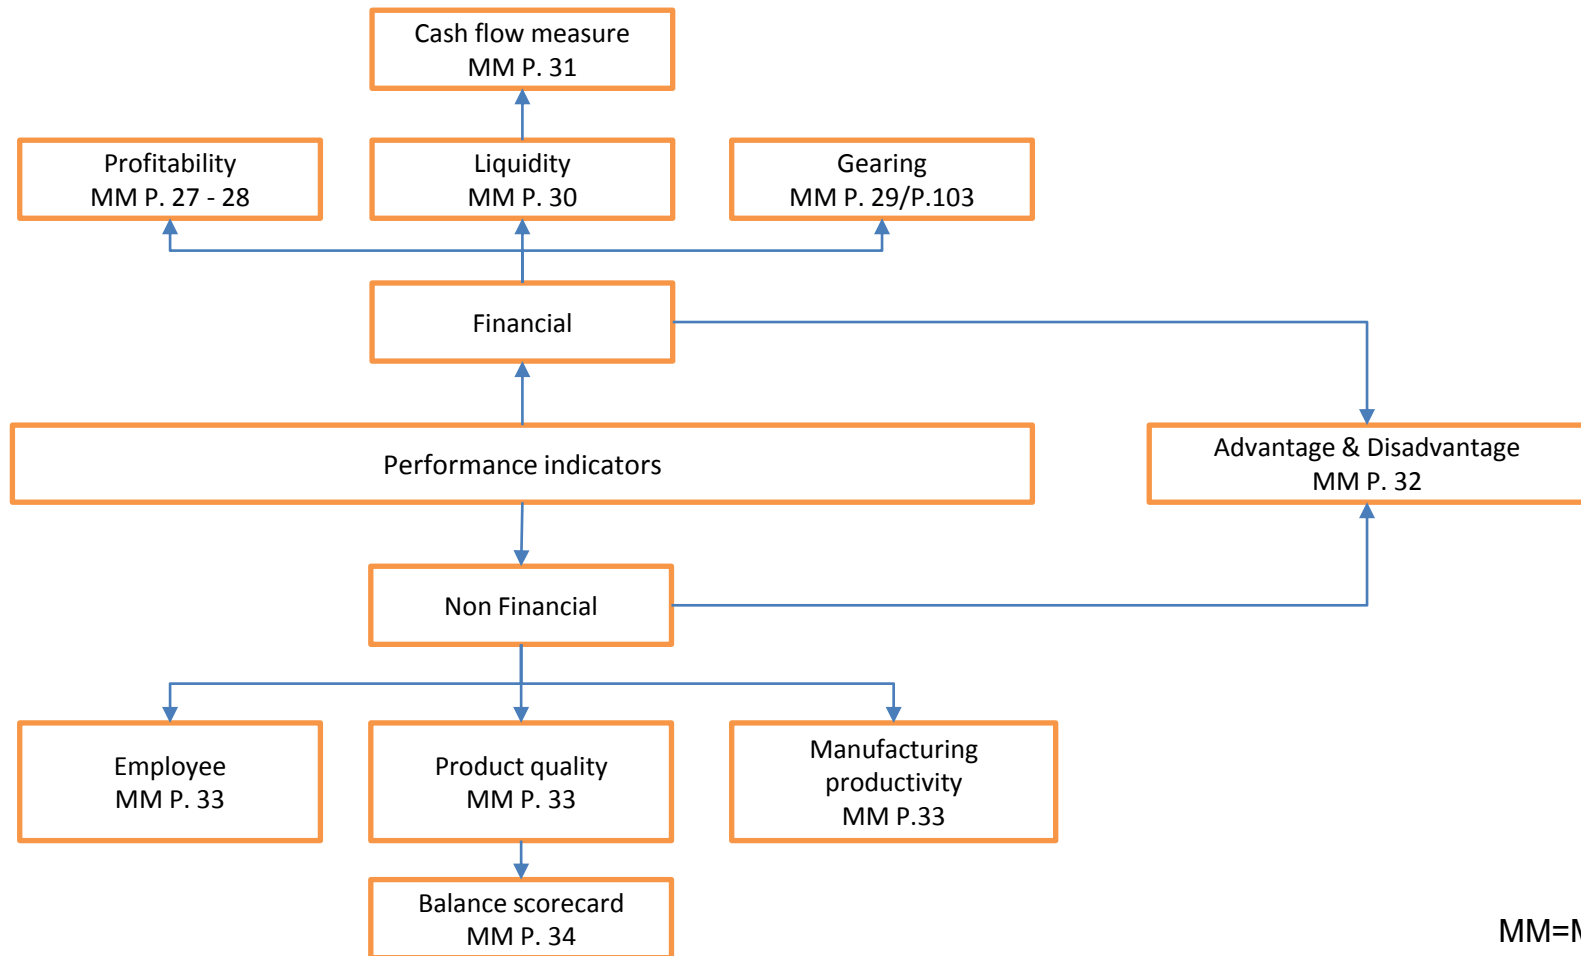 Cash flow measure
MM P. 31
Profitability
MM P. 27 - 28
Liquidity
MM P. 30
Gearing
MM P. 29/P.103
Financial
Performance indicators
Advantage & Disadvantage
MM P. 32
Non Financial
Employee
MM P. 33
Product quality
MM P. 33
Manufacturing
productivity
MM P.33
Balance scorecard
MM P. 34
MM=